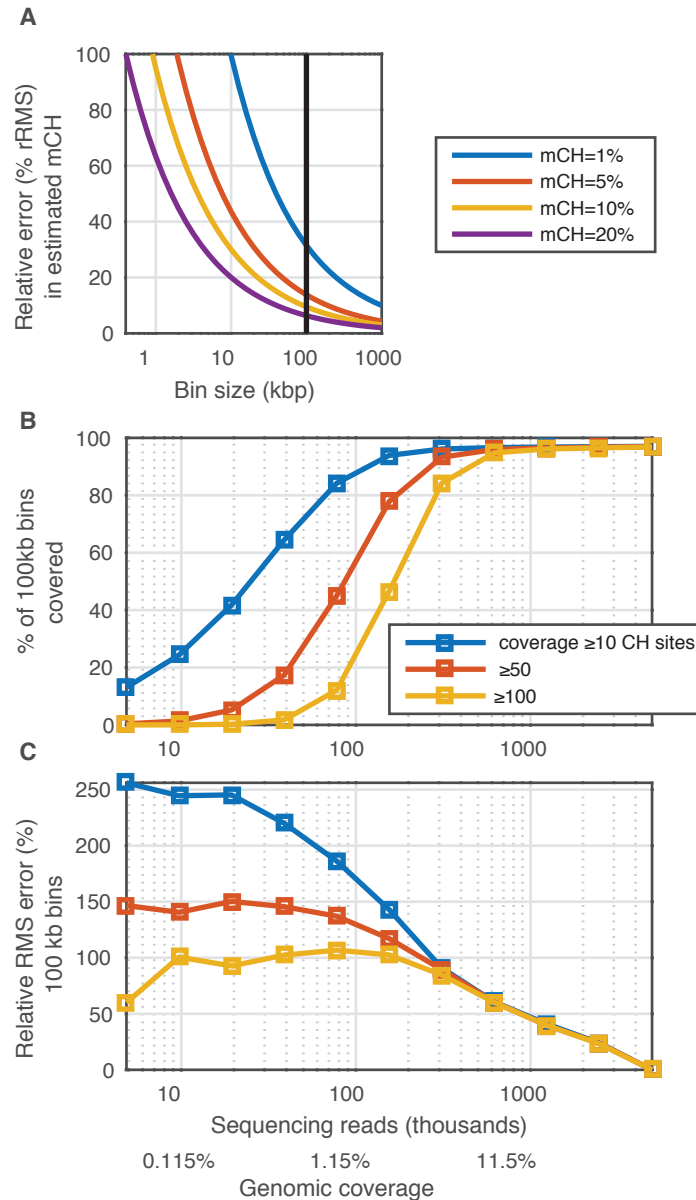 A
100
80
60
40
20
0
Relative error (% rRMS)
in estimated mCH
1 10 100 1000
Bin size (kbp)
mCH=1%
mCH=5%
mCH=10%
mCH=20%
B
100
80
60
40
20
0
% of 100kb bins
covered
coverage ≥10 CH sites
≥50
≥100
10 100 1000
C
250
200
150
100
50
0
Relative RMS error (%)
100 kb bins
10 100 1000
Sequencing reads (thousands)
0.115% 1.15% 11.5%
Genomic coverage